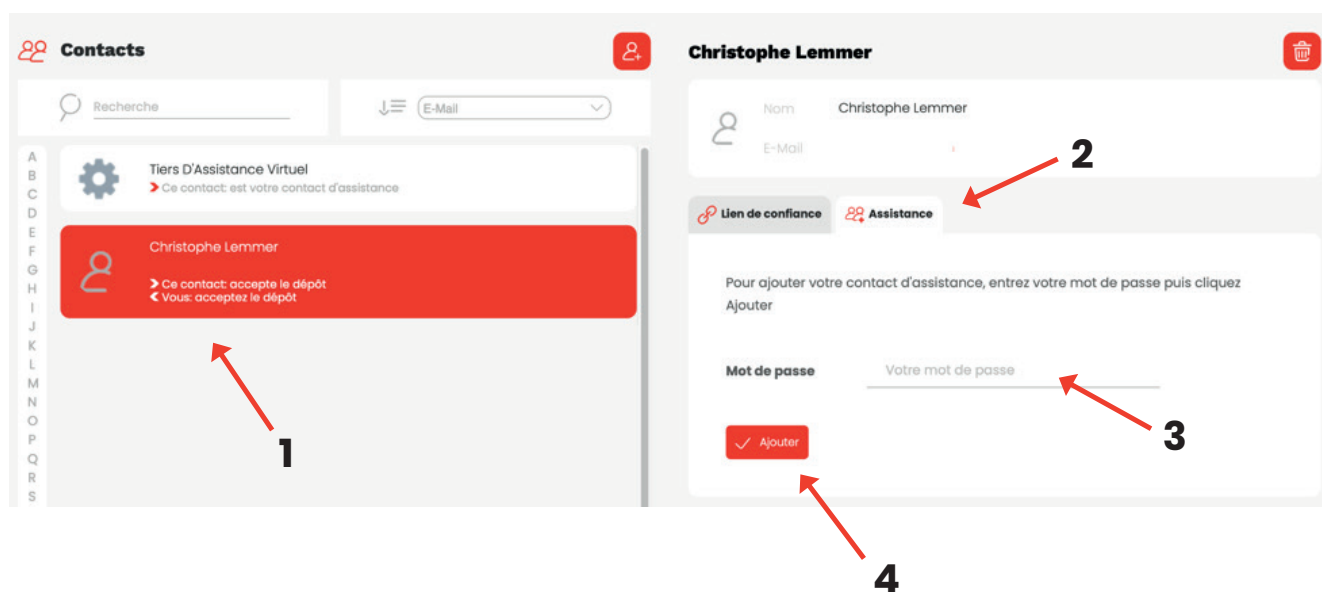 Contacts
Recherche
E-Mail
A
B
C
D
E
F
G
H
I
J
K
L
M
N
O
P
Q
R
S
Tiers D'Assistance Virtuel
Ce contact: est votre contact d'assistance
Christophe Lemmer
Ce contact: accepte le dépôt
Vous: acceptez le dépôt
1
Christophe Lemmer
Nom Christophe Lemmer
E-Mail
2
Lien de confiance Assistance
Pour ajouter votre contact d'assistance, entrez votre mot de passe puis cliquez
Ajouter
Mot de passe Votre mot de passe
3
Ajouter
4